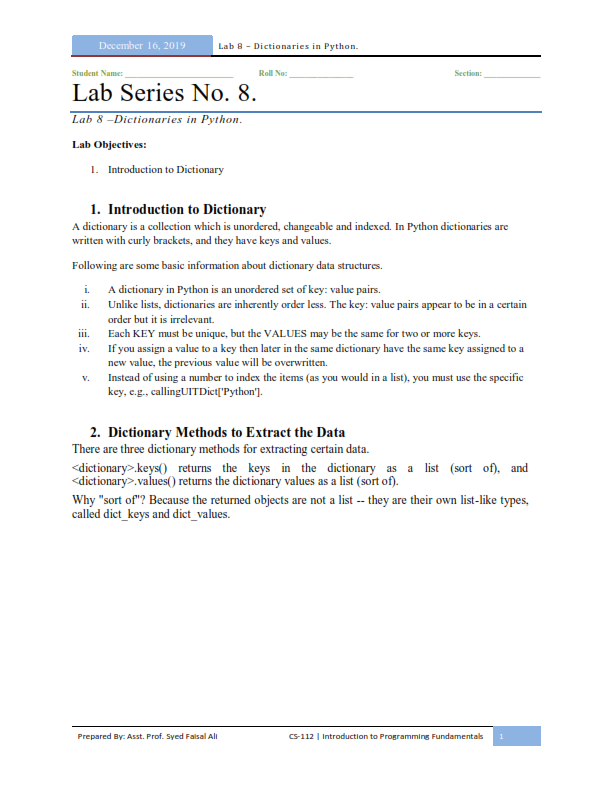 December 16, 2019 Lab 8 – Dictionaries in Python.
Student Name: ___________________________ Roll No: ________________ Section: ______________
Lab Series No. 8.
Lab 8 –Dictionaries in Python.
Lab Objectives:
1. Introduction to Dictionary
1. Introduction to Dictionary
A dictionary is a collection which is unordered, changeable and indexed. In Python dictionaries are
written with curly brackets, and they have keys and values.
Following are some basic information about dictionary data structures.
i. A dictionary in Python is an unordered set of key: value pairs.
ii. Unlike lists, dictionaries are inherently order less. The key: value pairs appear to be in a certain
order but it is irrelevant.
iii. Each KEY must be unique, but the VALUES may be the same for two or more keys.
iv. If you assign a value to a key then later in the same dictionary have the same key assigned to a
new value, the previous value will be overwritten.
v. Instead of using a number to index the items (as you would in a list), you must use the specific
key, e.g., callingUITDict['Python'].
2. Dictionary Methods to Extract the Data
There are three dictionary methods for extracting certain data.
<dictionary>.keys() returns the keys in the dictionary as a list (sort of), and
<dictionary>.values() returns the dictionary values as a list (sort of).
Why "sort of"? Because the returned objects are not a list -- they are their own list-like types,
called dict_keys and dict_values.
Prepared By: Asst. Prof. Syed Faisal Ali CS-112 | Introduction to Programming Fundamentals 1